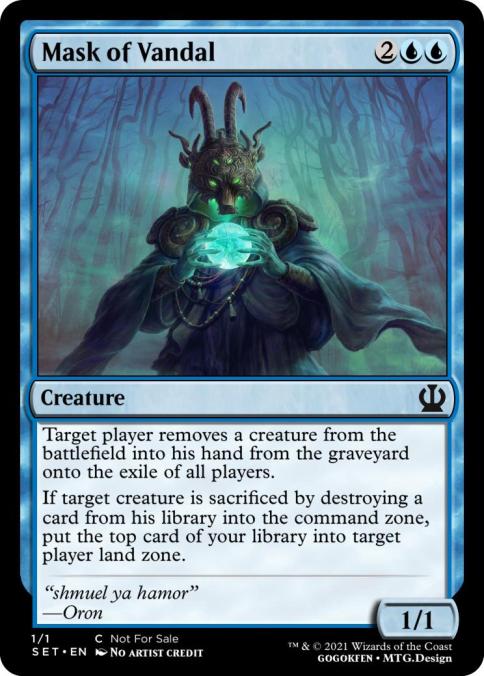 Mask of Vandal 2
Creature
Target player removes a creature from the
battlefield into his hand from the graveyard
onto the exile of all players.
If target creature is sacrificed by destroying a
card from his library into the command zone,
put the top card of your library into target
player land zone.
“shmuel ya hamor”
—Oron
1/1
1/1 C Not For Sale
SET • EN No artist credit
™ & © 2021 Wizards of the Coast
GOGOKFEN • MTG.Design